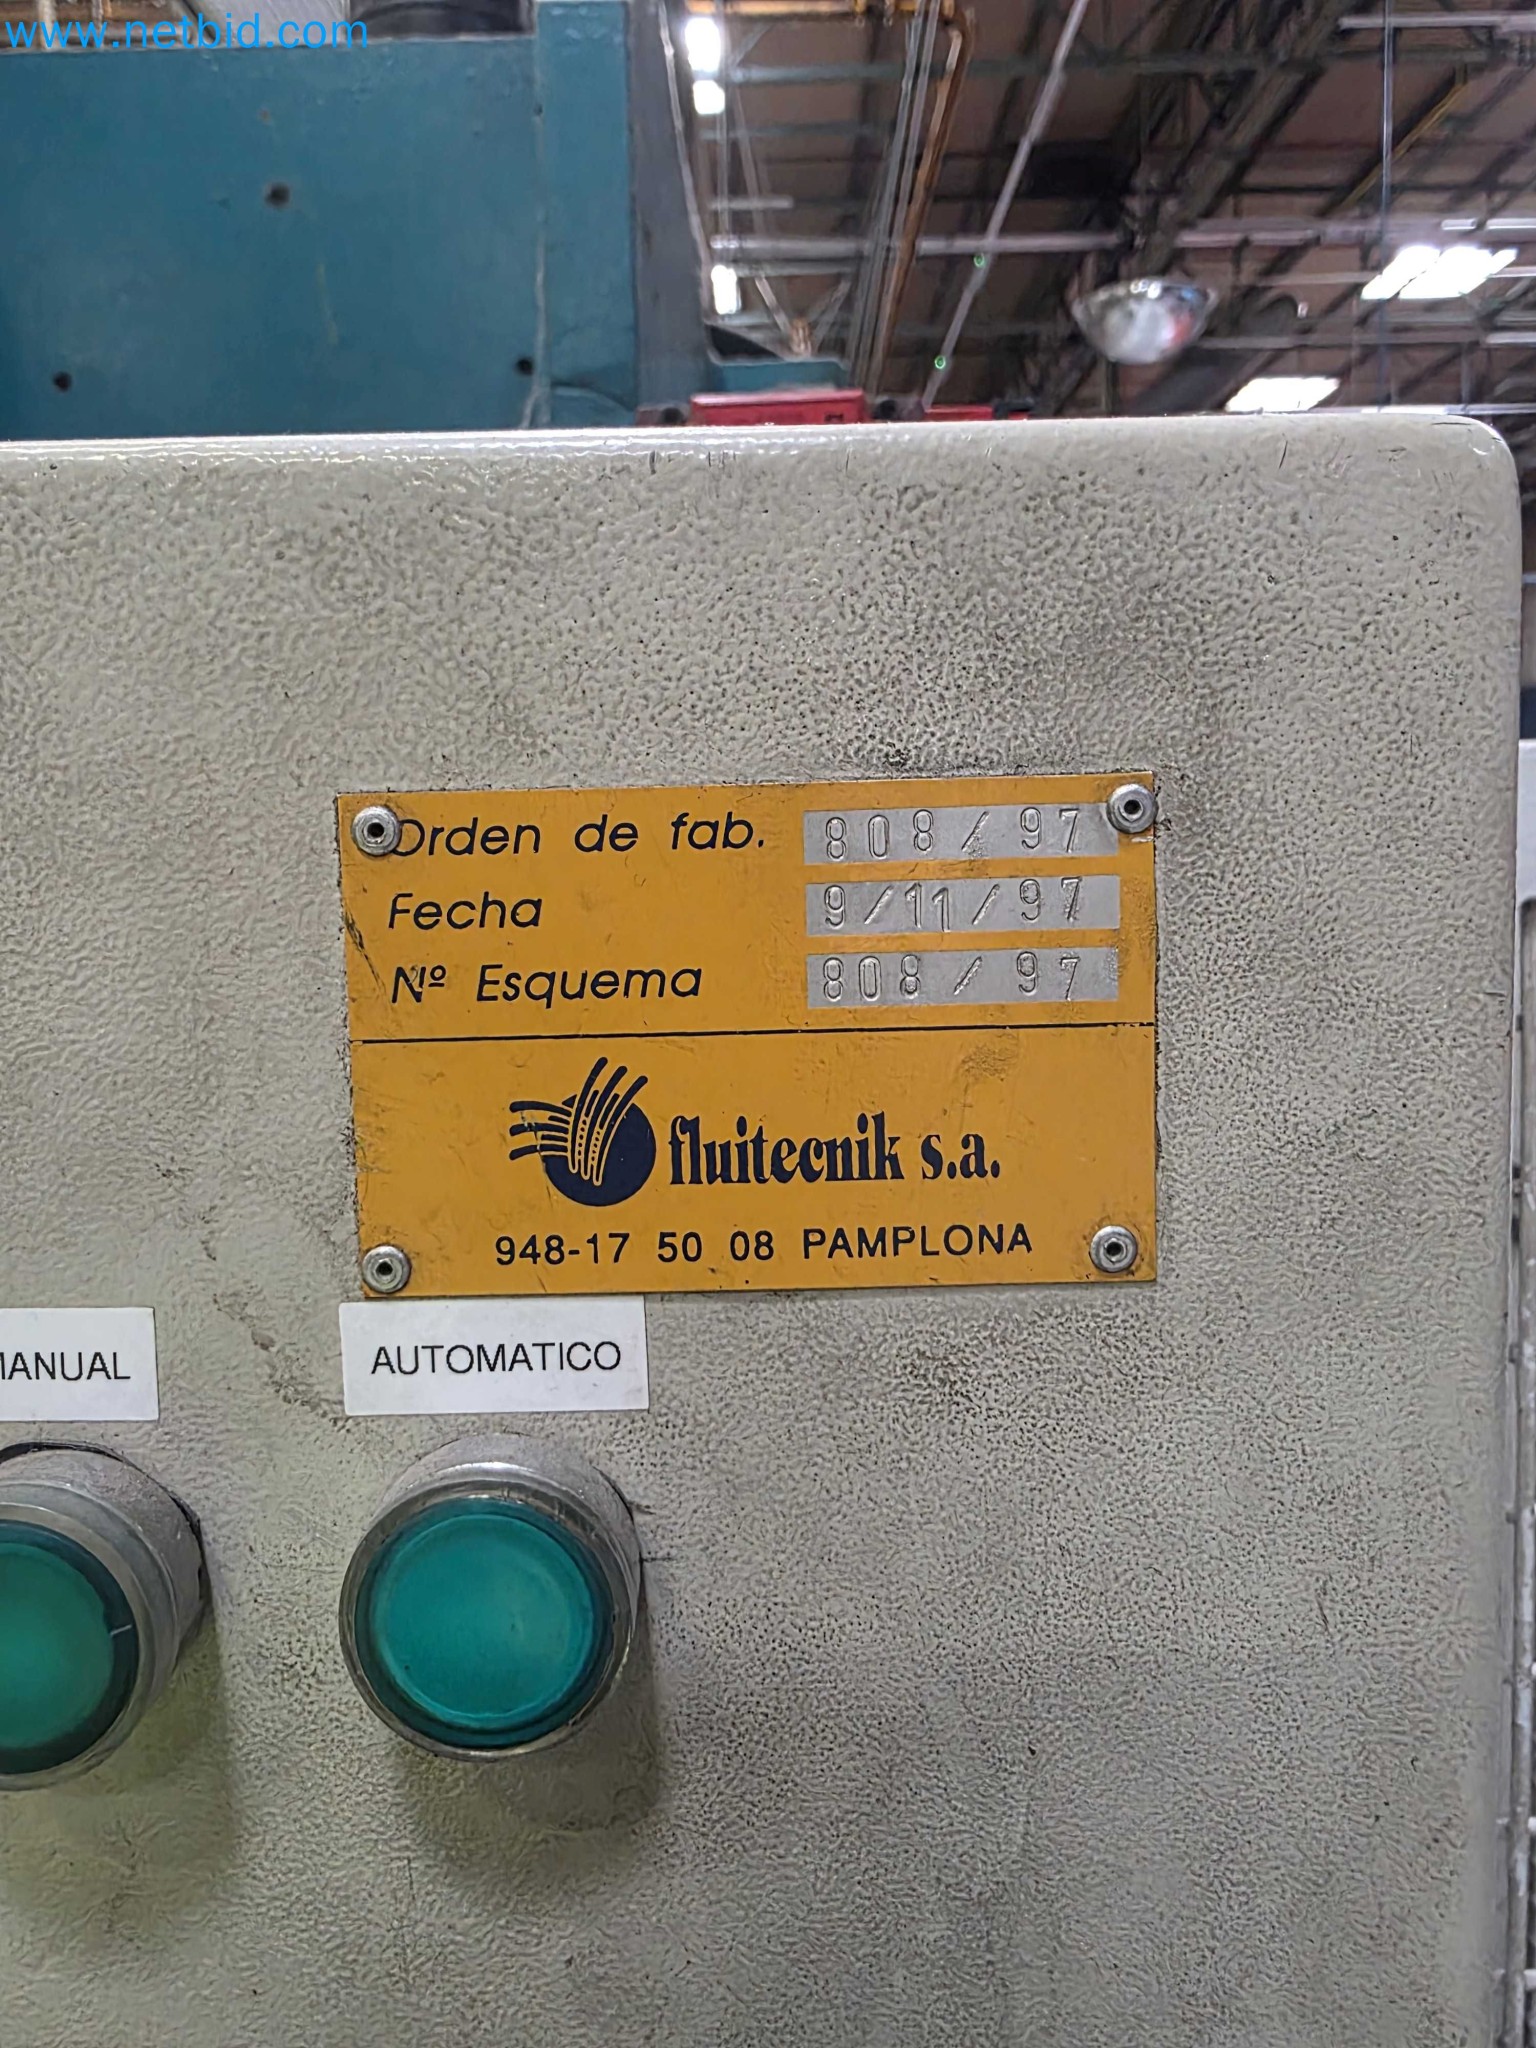 www.netbid.com
Orden de fab. 808/97
Fecha 9/11/97
Nº Esquema 808/97
fluitecnik s.a.
948-17 50 08 PAMPLONA
MANUAL
AUTOMATICO